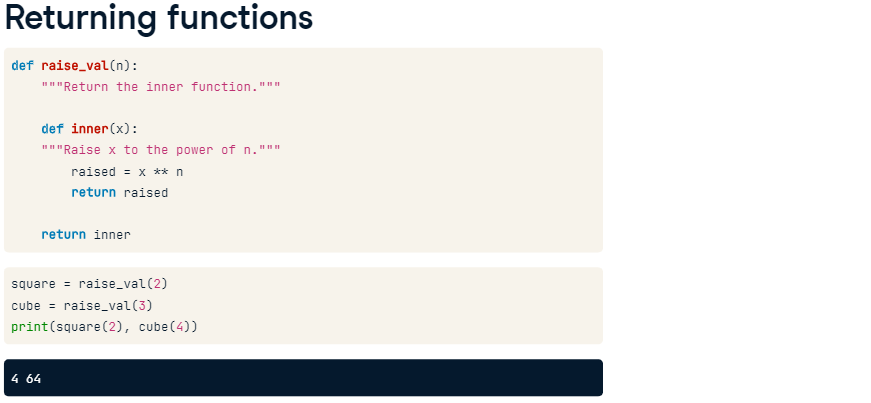 Returning functions
def raise_val(n):
    """Return the inner function."""

    def inner(x):
    """Raise x to the power of n."""
        raised = x ** n
        return raised

    return inner

square = raise_val(2)
cube = raise_val(3)
print(square(2), cube(4))

4 64